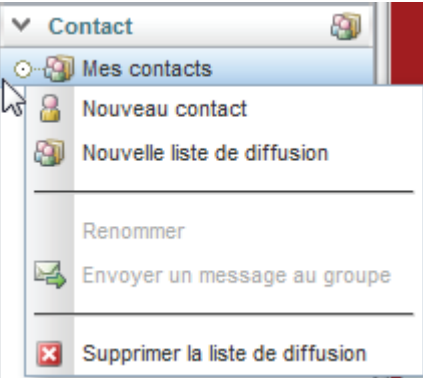 Contact
Mes contacts
Nouveau contact
Nouvelle liste de diffusion
Renommer
Envoyer un message au groupe
Supprimer la liste de diffusion